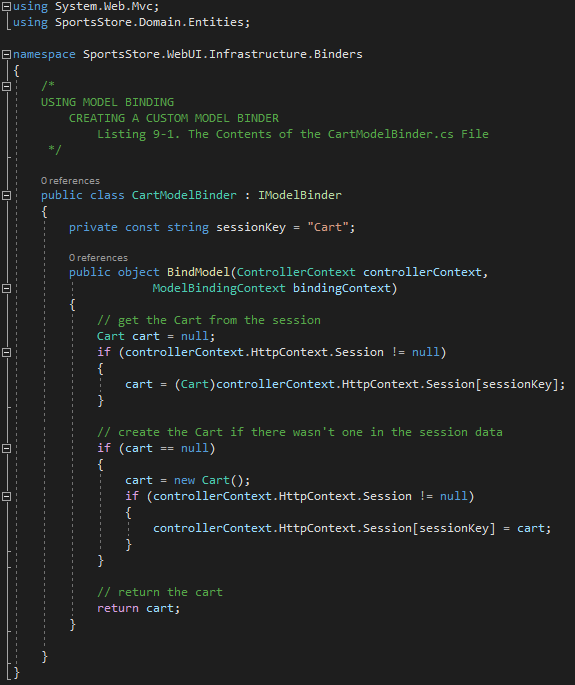 using System.Web.Mvc;
using SportsStore.Domain.Entities;
namespace SportsStore.WebUI.Infrastructure.Binders
{
/*
USING MODEL BINDING
CREATING A CUSTOM MODEL BINDER
Listing 9-1. The Contents of the CartModelBinder.cs File
*/
0 references
public class CartModelBinder : IModelBinder
{
private const string sessionKey = "Cart";
0 references
public object BindModel(ControllerContext controllerContext,
ModelBindingContext bindingContext)
{
// get the Cart from the session
Cart cart = null;
if (controllerContext.HttpContext.Session != null)
{
cart = (Cart)controllerContext.HttpContext.Session[sessionKey];
}
// create the Cart if there wasn't one in the session data
if (cart == null)
{
cart = new Cart();
if (controllerContext.HttpContext.Session != null)
{
controllerContext.HttpContext.Session[sessionKey] = cart;
}
}
// return the cart
return cart;
}
}
}